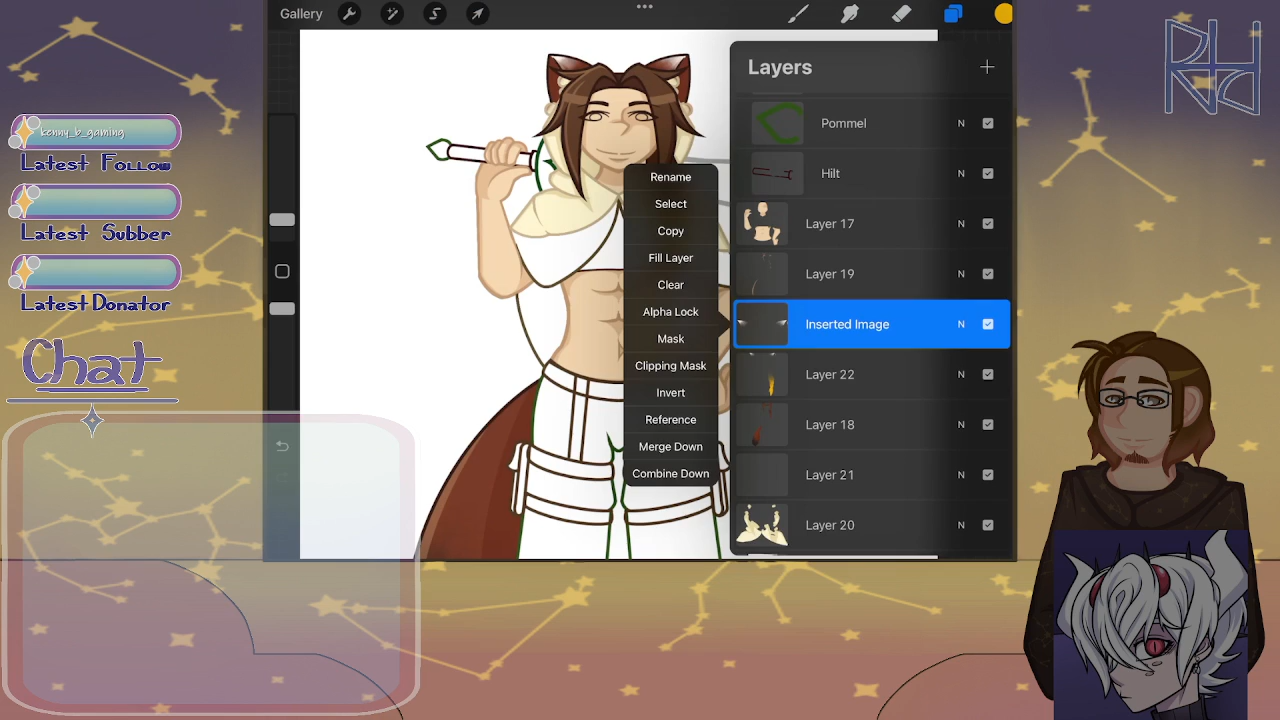 Gallery
Layers
kenny_b_gaming
Latest Follow
Latest Subber
Latest Donator
Chat
Rename
Select
Copy
Fill Layer
Clear
Alpha Lock
Mask
Clipping Mask
Invert
Reference
Merge Down
Combine Down
Pommel N
Hilt N
Layer 17 N
Layer 19 N
Inserted Image N
Layer 22 N
Layer 18 N
Layer 21 N
Layer 20 N